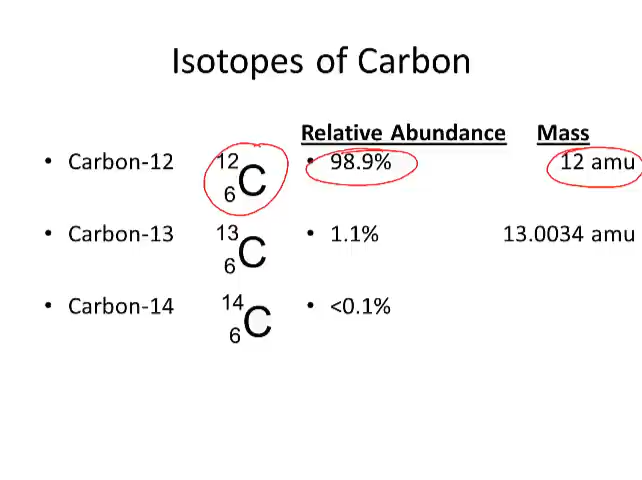 Isotopes of Carbon
Relative Abundance Mass
• Carbon-12 12 6 C • 98.9% 12 amu
• Carbon-13 13 6 C • 1.1% 13.0034 amu
• Carbon-14 14 6 C • <0.1%